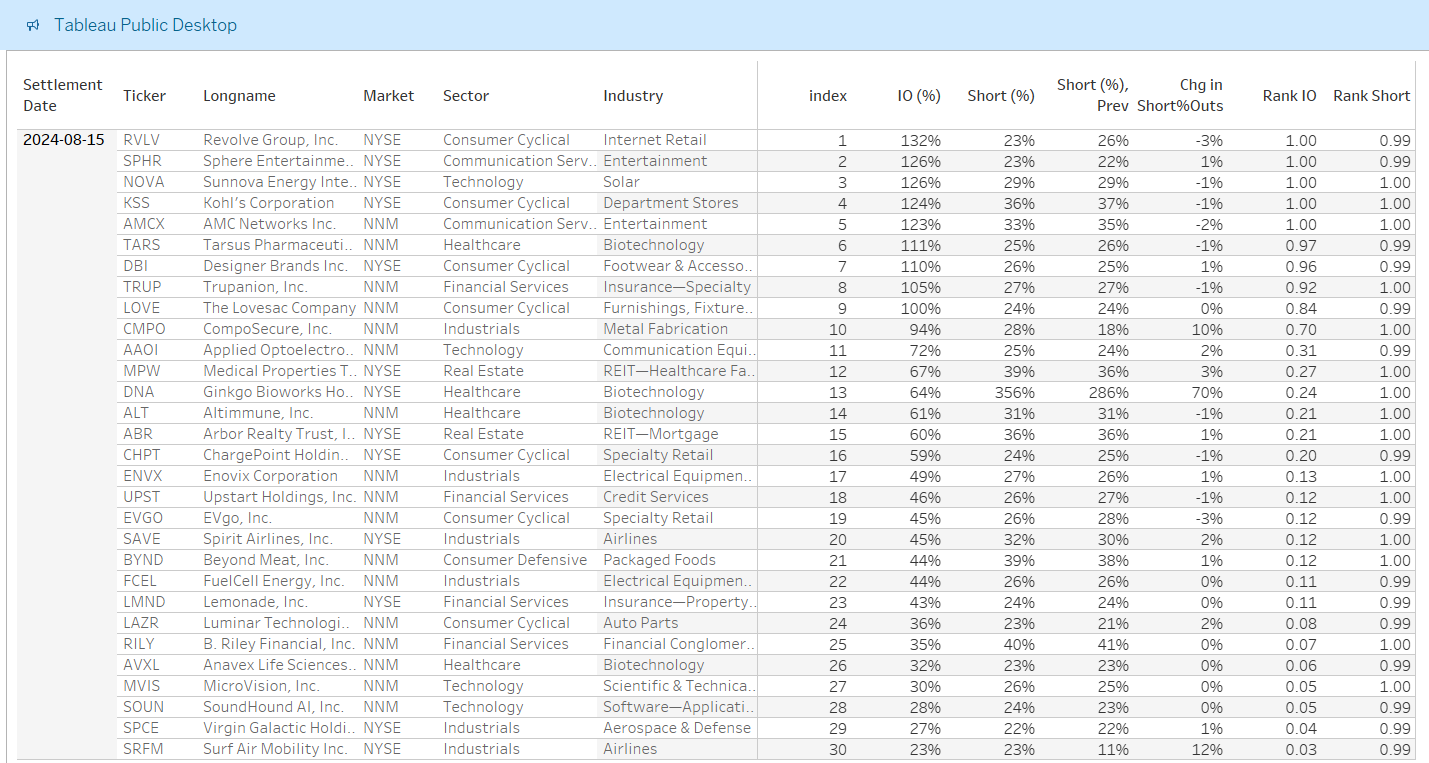 Tableau Public Desktop
Settlement Date Ticker Longname Market Sector Industry index IO (%) Short (%) Short (%), Prev Chg in Short%Outs Rank IO Rank Short
2024-08-15 RVLV Revolve Group, Inc. NYSE Consumer Cyclical Internet Retail 1 132% 23% 26% -3% 1.00 0.99
SPHR Sphere Entertainme.. NYSE Communication Serv.. Entertainment 2 126% 23% 22% 1% 1.00 0.99
NOVA Sunnova Energy Inte.. NYSE Technology Solar 3 126% 29% 29% -1% 1.00 1.00
KSS Kohl's Corporation NYSE Consumer Cyclical Department Stores 4 124% 36% 37% -1% 1.00 1.00
AMCX AMC Networks Inc. NNM Communication Serv.. Entertainment 5 123% 33% 35% -2% 1.00 1.00
TARS Tarsus Pharmaceuti.. NNM Healthcare Biotechnology 6 111% 25% 26% -1% 0.97 0.99
DBI Designer Brands Inc. NYSE Consumer Cyclical Footwear & Accesso.. 7 110% 26% 25% 1% 0.96 0.99
TRUP Trupanion, Inc. NNM Financial Services Insurance—Specialty 8 105% 27% 27% -1% 0.92 1.00
LOVE The Lovesac Company NNM Consumer Cyclical Furnishings, Fixture.. 9 100% 24% 24% 0% 0.84 0.99
CMPO CompoSecure, Inc. NNM Industrials Metal Fabrication 10 94% 28% 18% 10% 0.70 1.00
AAOI Applied Optoelectro.. NNM Technology Communication Equi.. 11 72% 25% 24% 2% 0.31 0.99
MPW Medical Properties T.. NYSE Real Estate REIT—Healthcare Fa.. 12 67% 39% 36% 3% 0.27 1.00
DNA Ginkgo Bioworks Ho.. NYSE Healthcare Biotechnology 13 64% 356% 286% 70% 0.24 1.00
ALT Altimmune, Inc. NNM Healthcare Biotechnology 14 61% 31% 31% -1% 0.21 1.00
ABR Arbor Realty Trust, I.. NYSE Real Estate REIT—Mortgage 15 60% 36% 36% 1% 0.21 1.00
CHPT ChargePoint Holdin.. NYSE Consumer Cyclical Specialty Retail 16 59% 24% 25% -1% 0.20 0.99
ENVX Enovix Corporation NNM Industrials Electrical Equipmen.. 17 49% 27% 26% 1% 0.13 1.00
UPST Upstart Holdings, Inc. NNM Financial Services Credit Services 18 46% 26% 27% -1% 0.12 1.00
EVGO EVgo, Inc. NNM Consumer Cyclical Specialty Retail 19 45% 26% 28% -3% 0.12 0.99
SAVE Spirit Airlines, Inc. NYSE Industrials Airlines 20 45% 32% 30% 2% 0.12 1.00
BYND Beyond Meat, Inc. NNM Consumer Defensive Packaged Foods 21 44% 39% 38% 1% 0.12 1.00
FCEL FuelCell Energy, Inc. NNM Industrials Electrical Equipmen.. 22 44% 26% 26% 0% 0.11 0.99
LMND Lemonade, Inc. NYSE Financial Services Insurance—Property.. 23 43% 24% 24% 0% 0.11 0.99
LAZR Luminar Technologi.. NNM Consumer Cyclical Auto Parts 24 36% 23% 21% 2% 0.08 0.99
RILY B. Riley Financial, Inc. NNM Financial Services Financial Conglomer.. 25 35% 40% 41% 0% 0.07 1.00
AVXL Anavex Life Sciences.. NNM Healthcare Biotechnology 26 32% 23% 23% 0% 0.06 0.99
MVIS MicroVision, Inc. NNM Technology Scientific & Technica.. 27 30% 26% 25% 0% 0.05 1.00
SOUN SoundHound AI, Inc. NNM Technology Software—Applicati.. 28 28% 24% 23% 0% 0.05 0.99
SPCE Virgin Galactic Holdi.. NYSE Industrials Aerospace & Defense 29 27% 22% 22% 1% 0.04 0.99
SRFM Surf Air Mobility Inc. NYSE Industrials Airlines 30 23% 23% 11% 12% 0.03 0.99